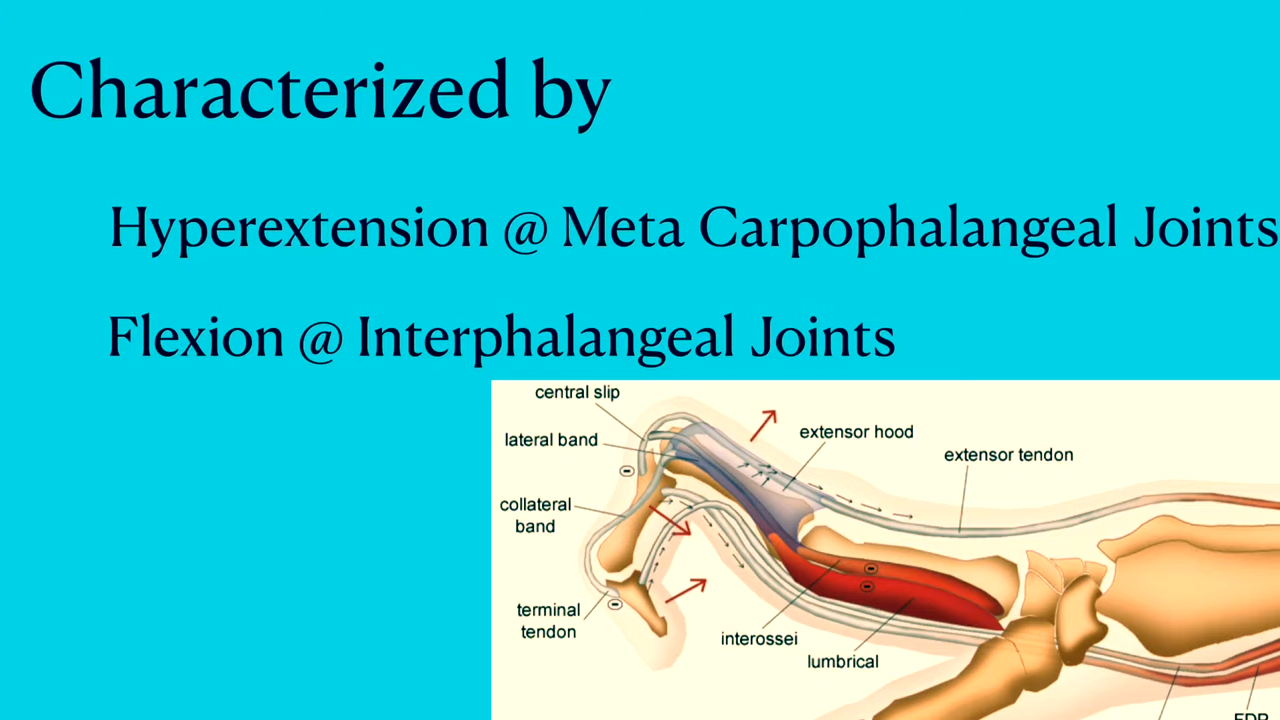 Characterized by
Hyperextension @ Meta Carpophalangeal Joints
Flexion @ Interphalangeal Joints
central slip
extensor hood
lateral band
extensor tendon
collateral
band
terminal
tendon
interossei
lumbrical